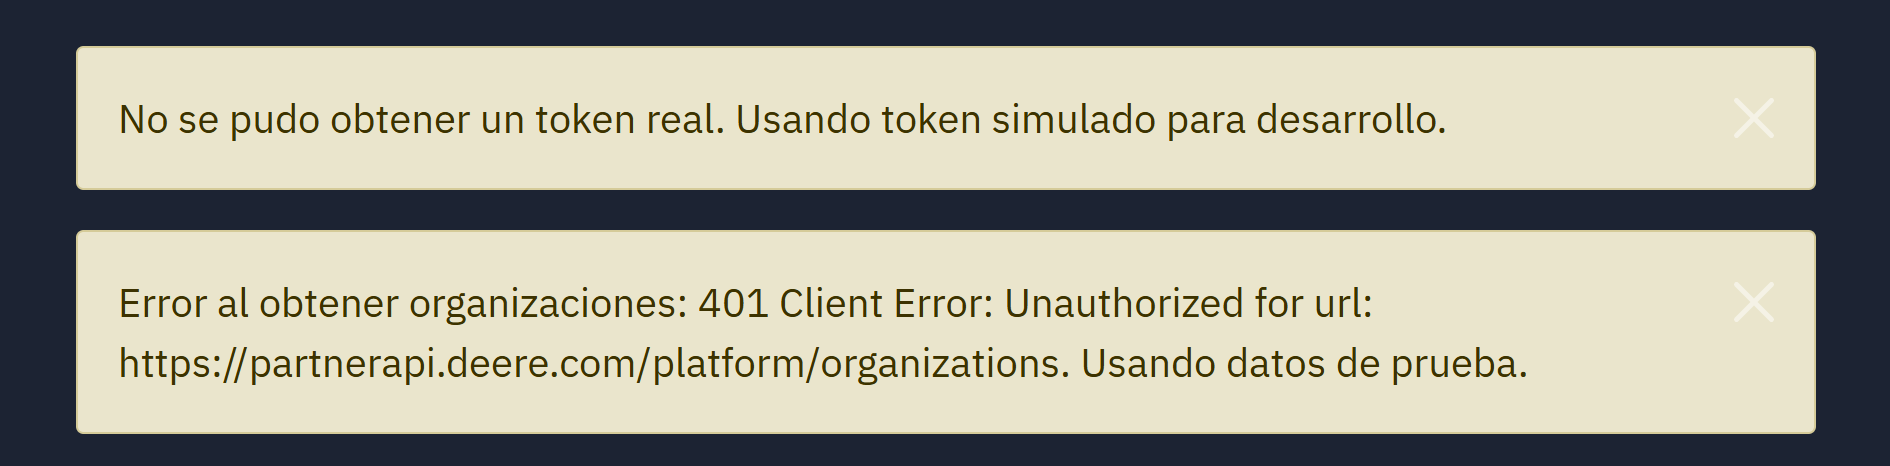 No se pudo obtener un token real. Usando token simulado para desarrollo.
Error al obtener organizaciones: 401 Client Error: Unauthorized for url:
https://partnerapi.deere.com/platform/organizations. Usando datos de prueba.